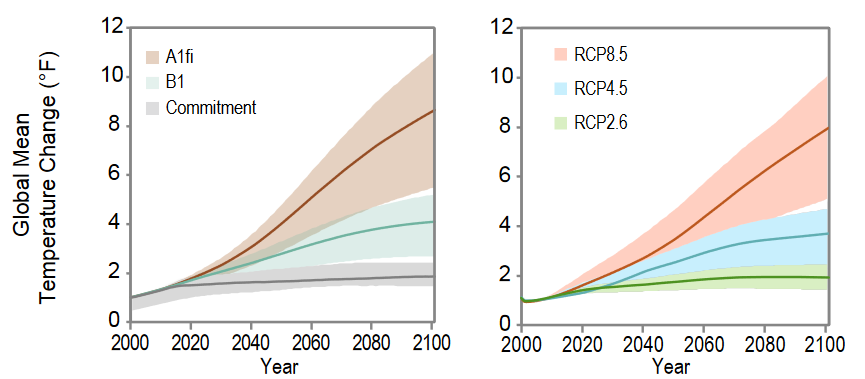 Global Mean
Temperature Change (°F)
12
10
8
6
4
2
0
A1fi
B1
Commitment
2000 2020 2040 2060 2080 2100
Year
12
10
8
6
4
2
0
RCP8.5
RCP4.5
RCP2.6
2000 2020 2040 2060 2080 2100
Year